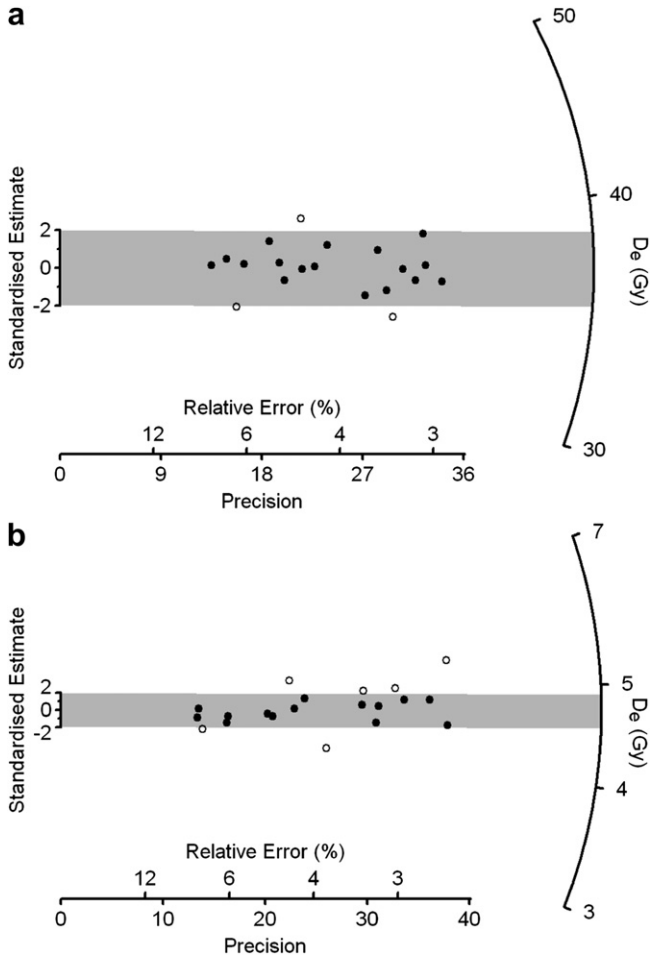 a
50
40
30
De (Gy)
Standardised Estimate
2
0
-2
Relative Error (%)
12 6 4 3
0 9 18 27 36
Precision
b
7
5
4
3
De (Gy)
Standardised Estimate
2
0
-2
Relative Error (%)
12 6 4 3
0 10 20 30 40
Precision